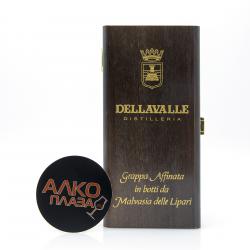 DELLAVALLE
DISTILLERIA
Grappa Affinata
in botti da
Malvasia delle Lipari
АЛКО
ПЛАЗА